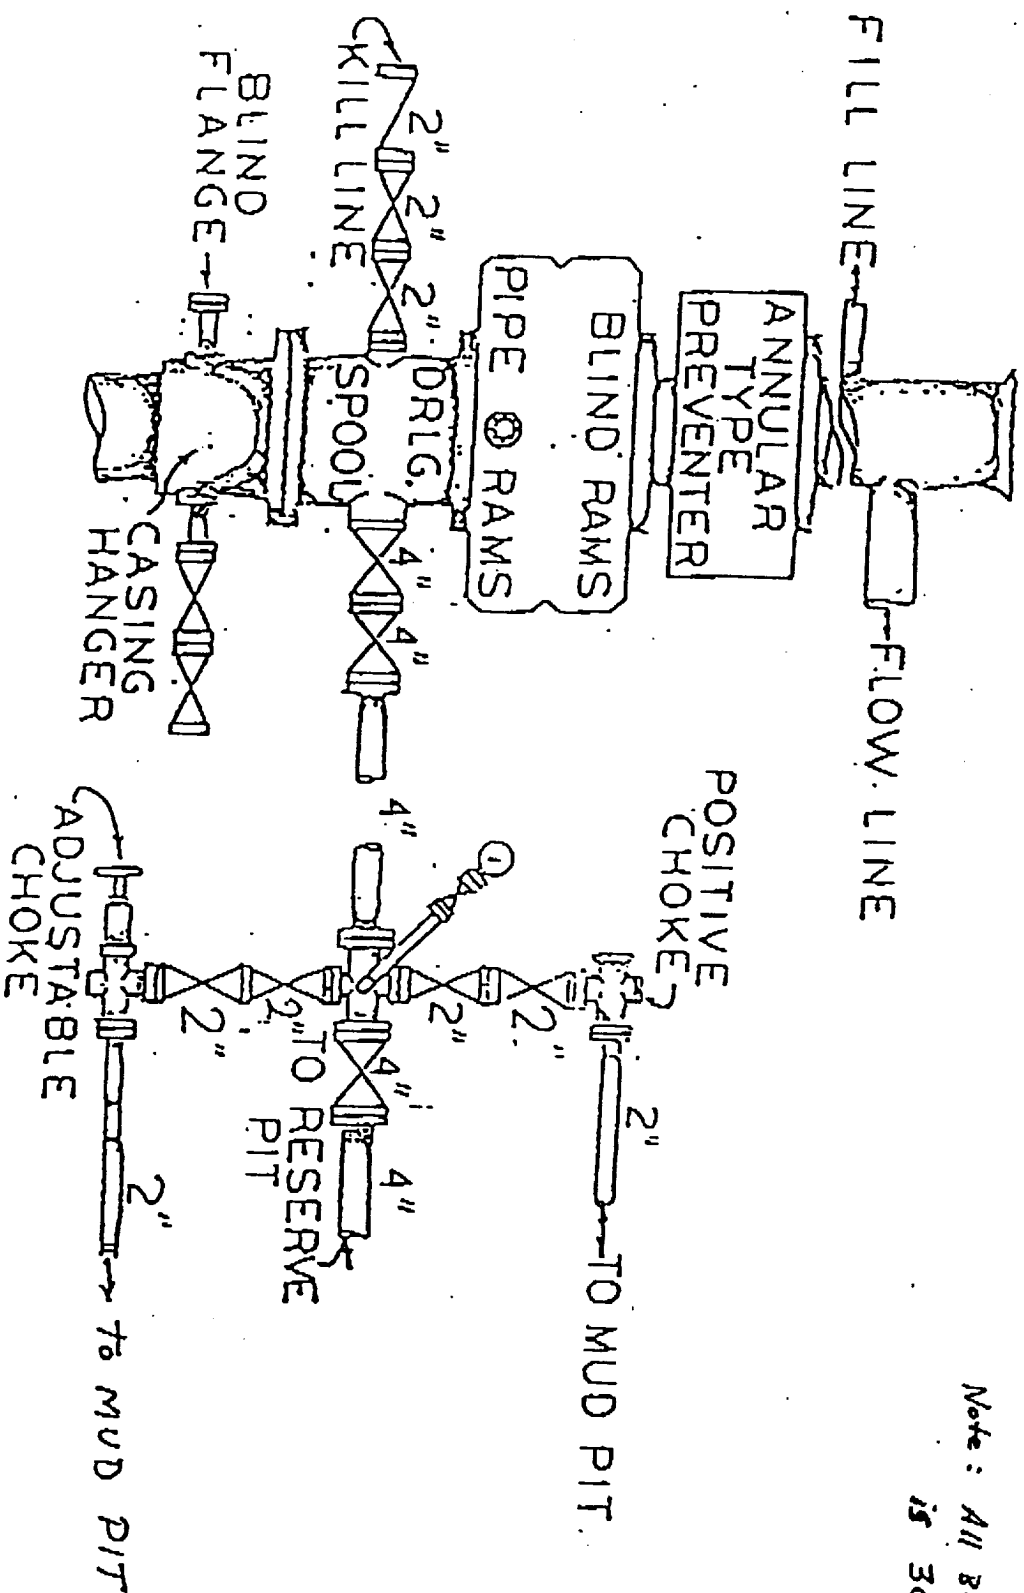 Note: All B
is 30
FILL LINE
FLOW LINE
ANNULAR
TYPE
PREVENTER
BLIND RAMS
PIPE RAMS
DRLG.
SPOOL
2"
2"
2"
KILL LINE
4"
4"
BLIND
FLANGE
CASING
HANGER
POSITIVE
CHOKE
2"
TO MUD PIT
2"
2"
4"
4"
4"
TO RESERVE
PIT
2"
2"
ADJUSTABLE
CHOKE
2"
To MUD PIT